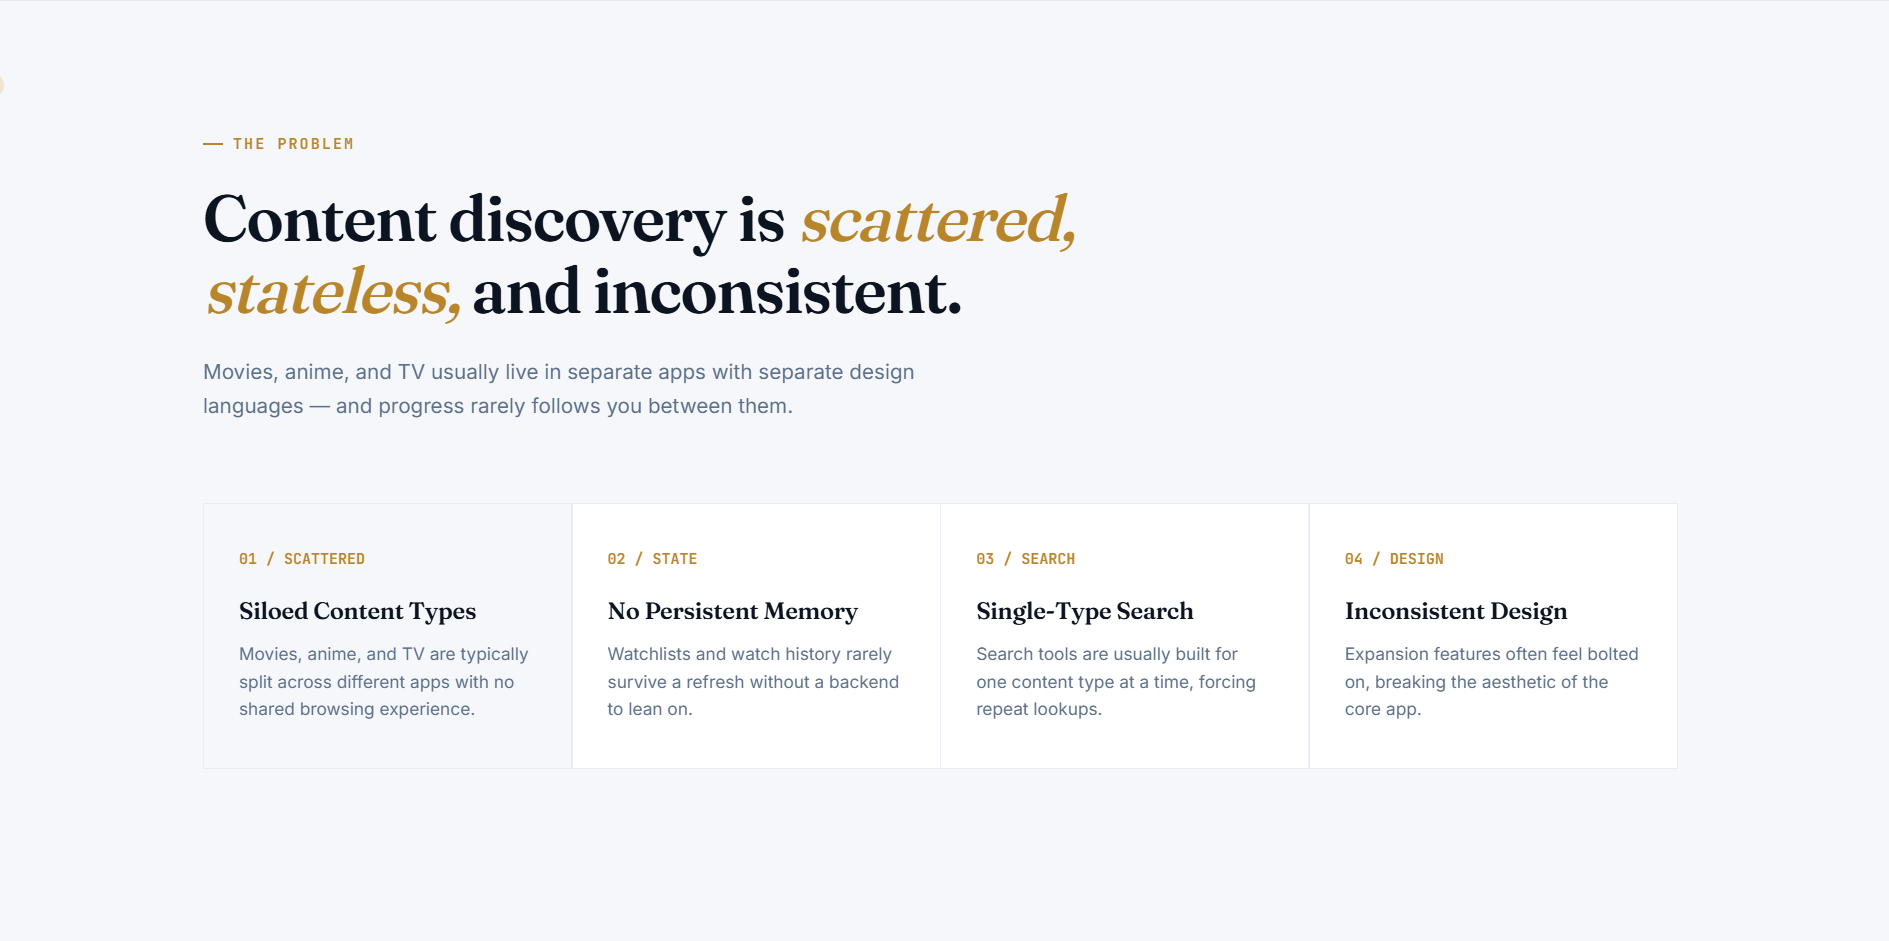 THE PROBLEM
Content discovery is scattered,
stateless, and inconsistent.
Movies, anime, and TV usually live in separate apps with separate design
languages — and progress rarely follows you between them.
01 / SCATTERED
Siloed Content Types
Movies, anime, and TV are typically
split across different apps with no
shared browsing experience.
02 / STATE
No Persistent Memory
Watchlists and watch history rarely
survive a refresh without a backend
to lean on.
03 / SEARCH
Single-Type Search
Search tools are usually built for
one content type at a time, forcing
repeat lookups.
04 / DESIGN
Inconsistent Design
Expansion features often feel bolted
on, breaking the aesthetic of the
core app.